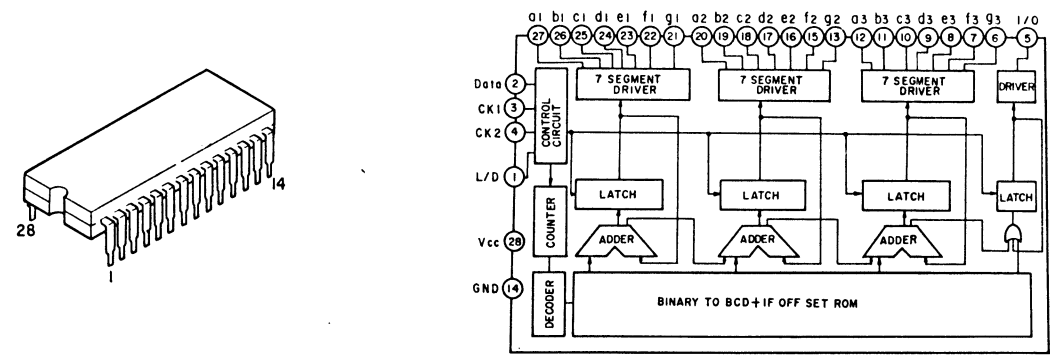 a1 b1 c1 d1 e1 f1 g1 a2 b2 c2 d2 e2 f2 g2 a3 b3 c3 d3 e3 f3 g3 I/O
27 26 25 24 23 22 21 20 19 18 17 16 15 13 12 11 10 9 8 7 6 5
Data 2
CK1 3
CK2 4
L/D 1
Vcc 28
GND 14
CONTROL
CIRCUIT
COUNTER
DECODER
7 SEGMENT
DRIVER
7 SEGMENT
DRIVER
7 SEGMENT
DRIVER
DRIVER
LATCH
LATCH
LATCH
LATCH
ADDER
ADDER
ADDER
BINARY TO BCD+IF OFF SET ROM
14
28
1